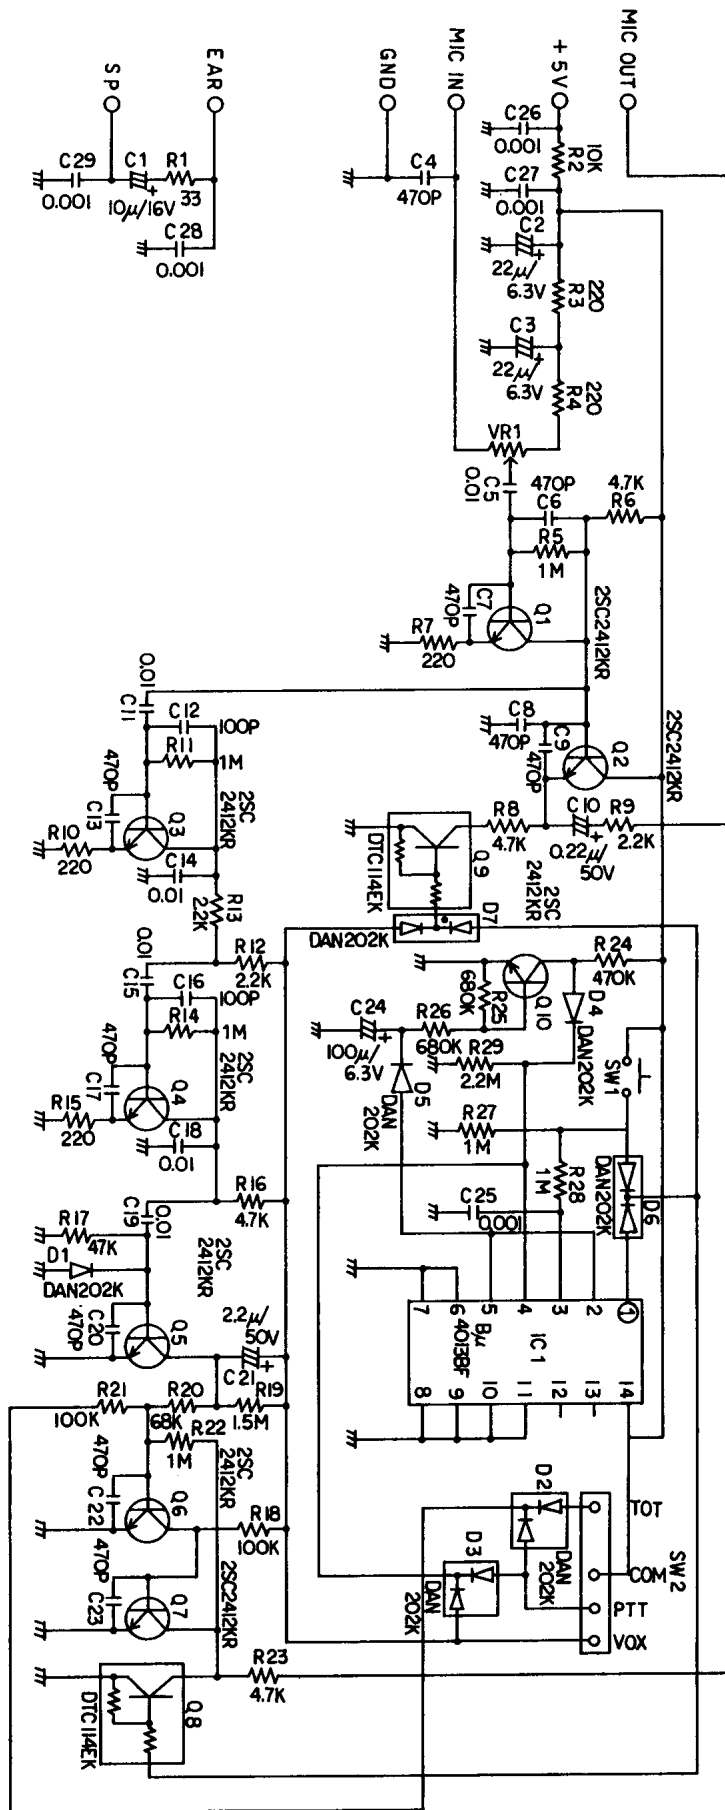 MIC OUT
+5V
MIC IN
GND
EAR
SP
C26
0.001
10K
R2
C27
0.001
C2
22µ/
6.3V
220
R3
C3
22µ/
6.3V
220
R4
C4
470P
C29
0.001
C1
10µ/16V
R1
33
C28
0.001
VR1
C5
0.01
470P
C6
R5
1M
4.7K
R6
2SC2412KR
Q1
C7
470P
R7
220
2SC2412KR
Q2
C8
470P
C9
470P
C10
0.22µ/
50V
R9
2.2K
R8
4.7K
Q9
DTC114EK
0.01
C11
C12
100P
R11
1M
2SC
2412KR
Q3
470P
C13
R10
220
C14
0.01
R13
2.2K
R12
2.2K
DAN202K
D7
2SC
2412KR
Q10
R24
470K
R25
680K
R26
680K
C24
100µ/
6.3V
D4
DAN202K
R29
2.2M
D5
DAN
202K
SW1
R27
1M
R28
1M
C25
0.001
DAN202K
D6
0.01
C15
C16
100P
R14
1M
2SC
2412KR
Q4
470P
C17
R15
220
C18
0.01
R16
4.7K
C19
0.01
R17
47K
D1
DAN202K
2SC
2412KR
Q5
C20
470P
2.2µ/
50V
C21
R19
1.5M
IC1
Bµ
4013BF
1
2
3
4
5
6
7
8
9
10
11
12
13
14
R21
100K
R20
68K
R22
1M
2SC
2412KR
Q6
470P
C22
R18
100K
2SC2412KR
Q7
470P
C23
R23
4.7K
Q8
DTC114EK
D2
DAN
202K
D3
DAN
202K
SW2
TOT
COM
PTT
VOX